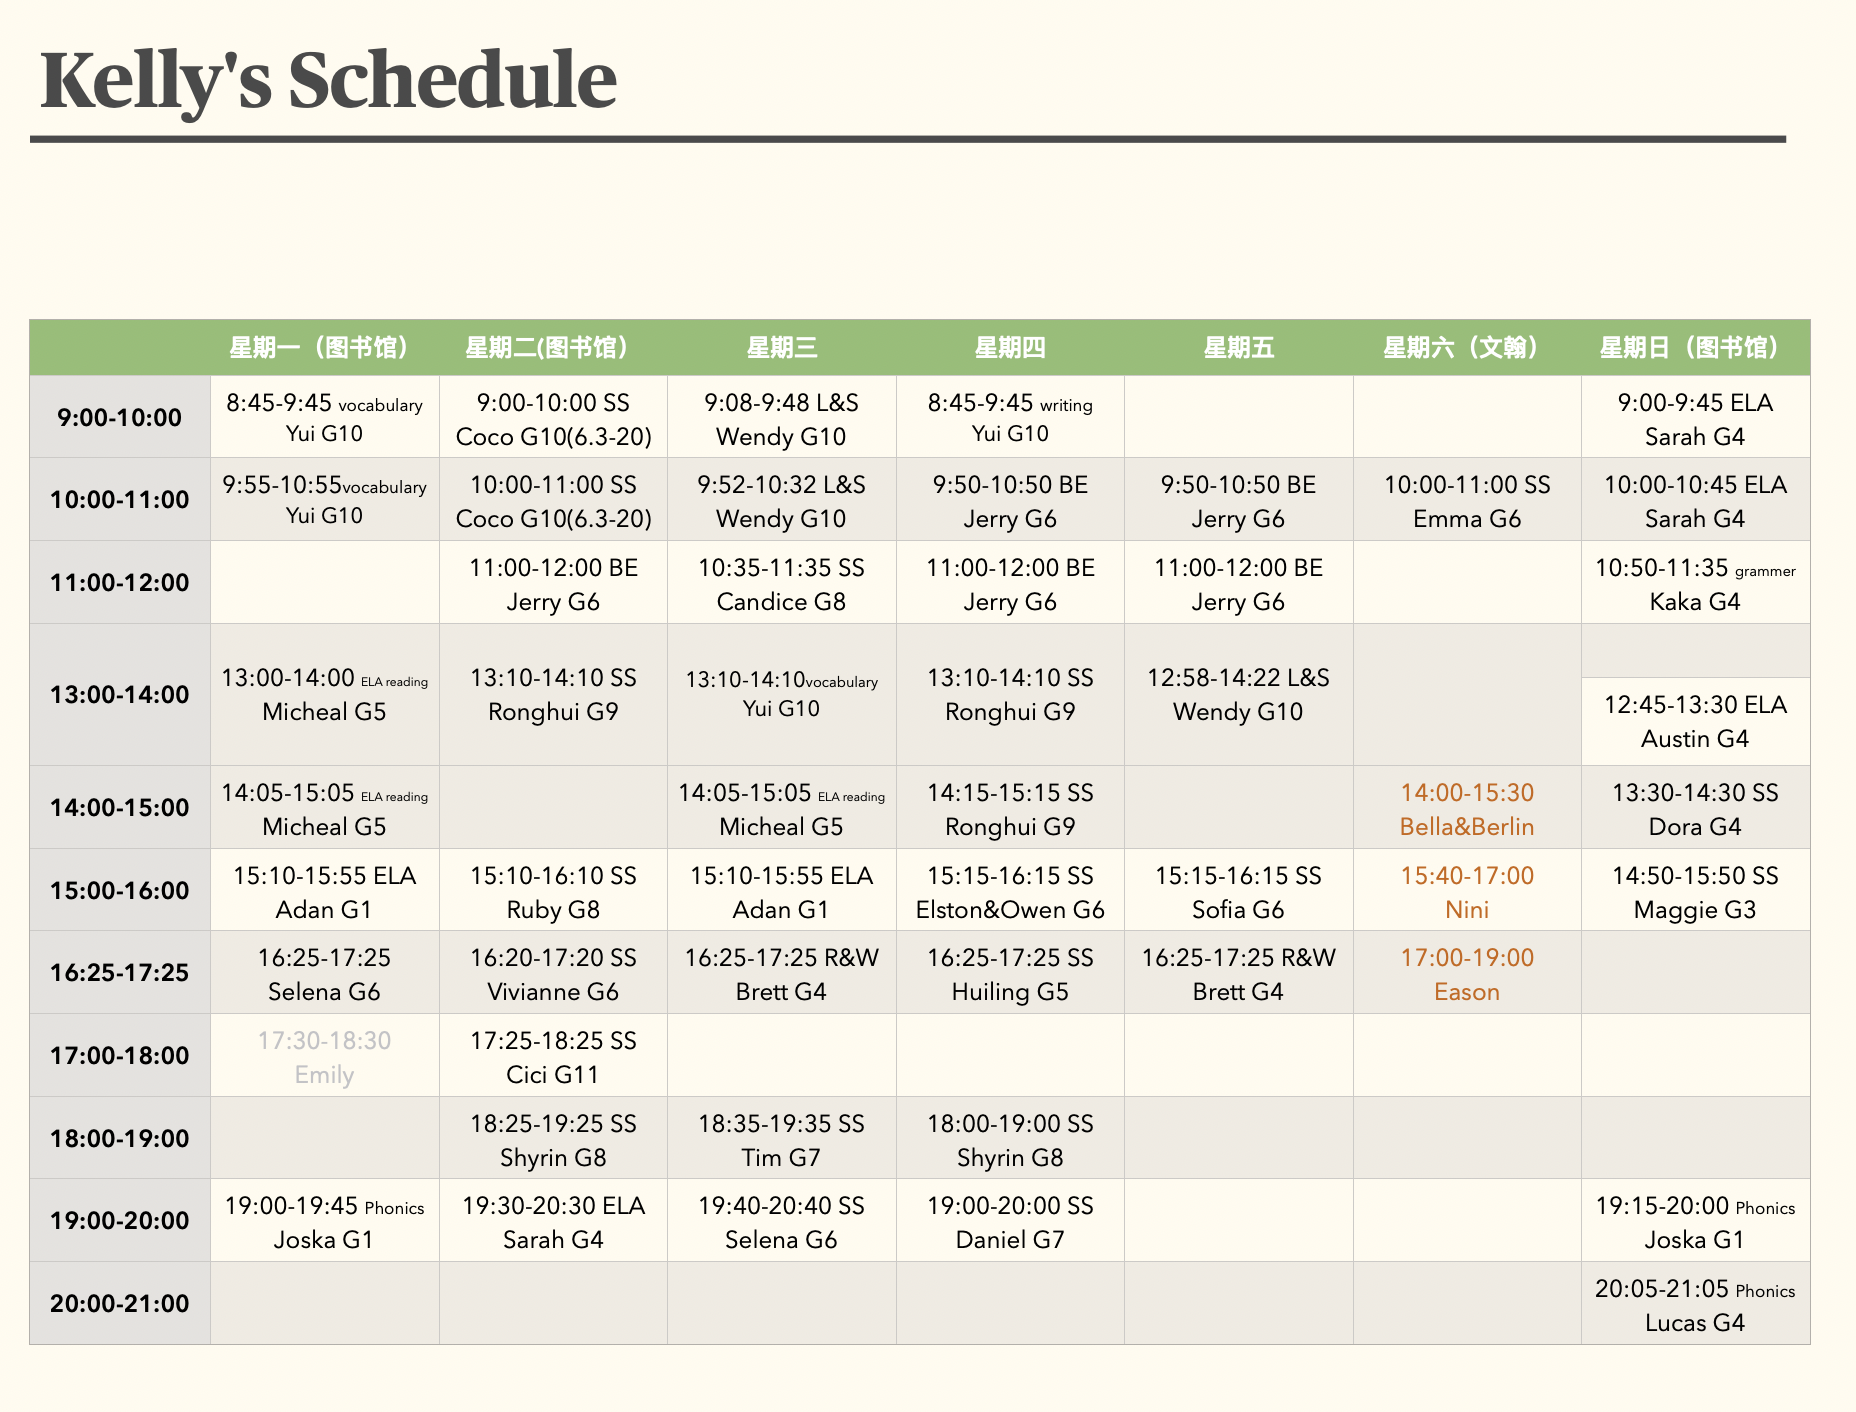 Kelly's Schedule
星期一（图书馆） 星期二(图书馆） 星期三 星期四 星期五 星期六（文翰） 星期日（图书馆）
9:00-10:00 8:45-9:45 vocabulary 9:00-10:00 SS 9:08-9:48 L&S 8:45-9:45 writing 9:00-9:45 ELA
Yui G10 Coco G10(6.3-20) Wendy G10 Yui G10 Sarah G4
10:00-11:00 9:55-10:55vocabulary 10:00-11:00 SS 9:52-10:32 L&S 9:50-10:50 BE 9:50-10:50 BE 10:00-11:00 SS 10:00-10:45 ELA
Yui G10 Coco G10(6.3-20) Wendy G10 Jerry G6 Jerry G6 Emma G6 Sarah G4
11:00-12:00 11:00-12:00 BE 10:35-11:35 SS 11:00-12:00 BE 11:00-12:00 BE 10:50-11:35 grammer
Jerry G6 Candice G8 Jerry G6 Jerry G6 Kaka G4
13:00-14:00 13:00-14:00 ELA reading 13:10-14:10 SS 13:10-14:10vocabulary 13:10-14:10 SS 12:58-14:22 L&S 12:45-13:30 ELA
Micheal G5 Ronghui G9 Yui G10 Ronghui G9 Wendy G10 Austin G4
14:00-15:00 14:05-15:05 ELA reading 14:05-15:05 ELA reading 14:15-15:15 SS 14:00-15:30 13:30-14:30 SS
Micheal G5 Micheal G5 Ronghui G9 Bella&Berlin Dora G4
15:00-16:00 15:10-15:55 ELA 15:10-16:10 SS 15:10-15:55 ELA 15:15-16:15 SS 15:15-16:15 SS 15:40-17:00 14:50-15:50 SS
Adan G1 Ruby G8 Adan G1 Elston&Owen G6 Sofia G6 Nini Maggie G3
16:25-17:25 16:25-17:25 16:20-17:20 SS 16:25-17:25 R&W 16:25-17:25 SS 16:25-17:25 R&W 17:00-19:00
Selena G6 Vivianne G6 Brett G4 Huiling G5 Brett G4 Eason
17:00-18:00 17:30-18:30 17:25-18:25 SS
Emily Cici G11
18:00-19:00 18:25-19:25 SS 18:35-19:35 SS 18:00-19:00 SS
Shyrin G8 Tim G7 Shyrin G8
19:00-20:00 19:00-19:45 Phonics 19:30-20:30 ELA 19:40-20:40 SS 19:00-20:00 SS 19:15-20:00 Phonics
Joska G1 Sarah G4 Selena G6 Daniel G7 Joska G1
20:00-21:00 20:05-21:05 Phonics
Lucas G4